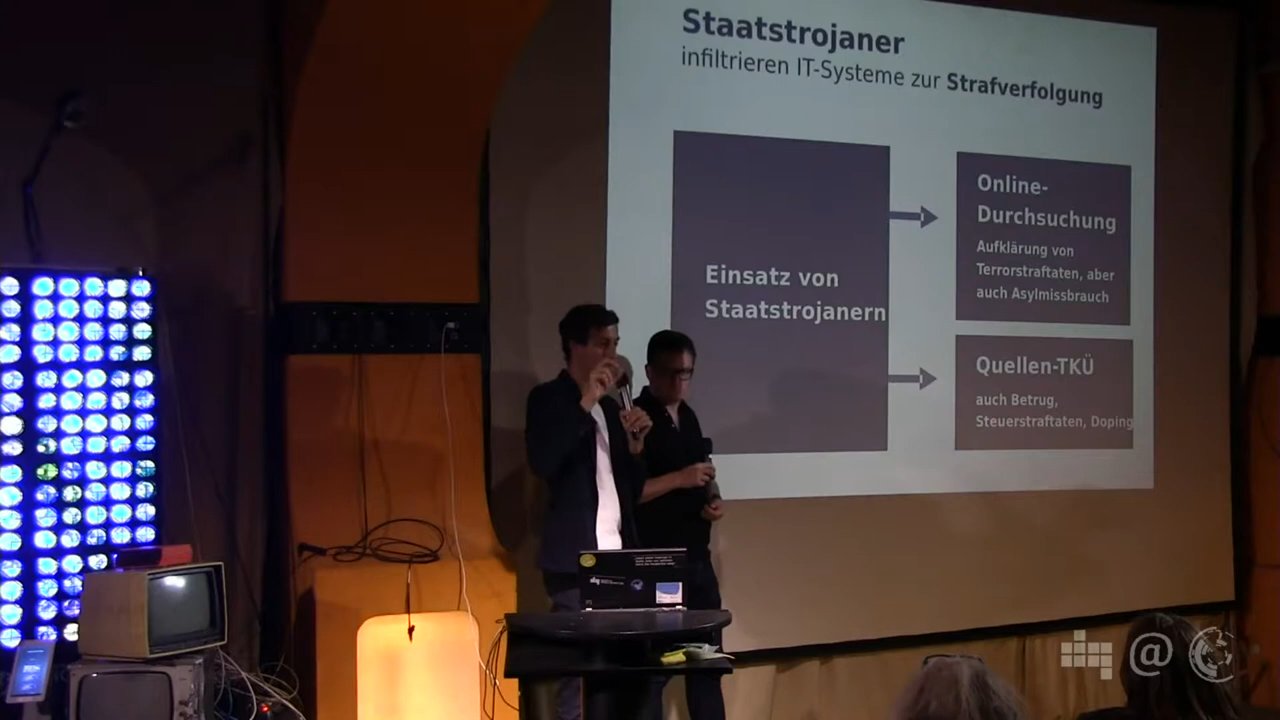 Staatstrojaner
infiltrieren IT-Systeme zur Strafverfolgung
Einsatz von
Staatstrojanern
Online-
Durchsuchung
Aufklärung von
Terrorstraftaten, aber
auch Asylmissbrauch
Quellen-TKÜ
auch Betrug,
Steuerstraftaten, Doping
@